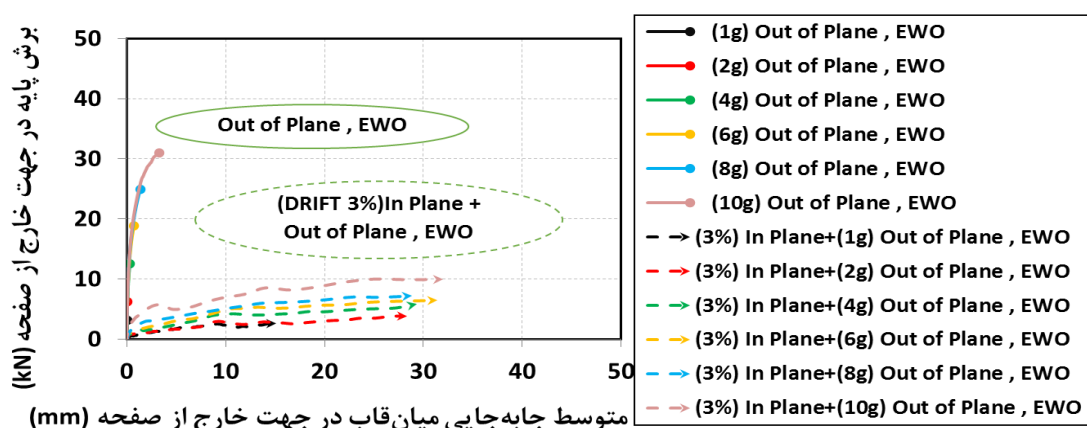 برش پایه در جهت خارج از صفحه (kN)
50
40
30
20
10
0
Out of Plane , EWO
(DRIFT 3%)In Plane +
Out of Plane , EWO
0 10 20 30 40 50
متوسط جابه‌جایی میان‌قاب در جهت خارج از صفحه (mm)
(1g) Out of Plane , EWO
(2g) Out of Plane , EWO
(4g) Out of Plane , EWO
(6g) Out of Plane , EWO
(8g) Out of Plane , EWO
(10g) Out of Plane , EWO
(3%) In Plane+(1g) Out of Plane , EWO
(3%) In Plane+(2g) Out of Plane , EWO
(3%) In Plane+(4g) Out of Plane , EWO
(3%) In Plane+(6g) Out of Plane , EWO
(3%) In Plane+(8g) Out of Plane , EWO
(3%) In Plane+(10g) Out of Plane , EWO